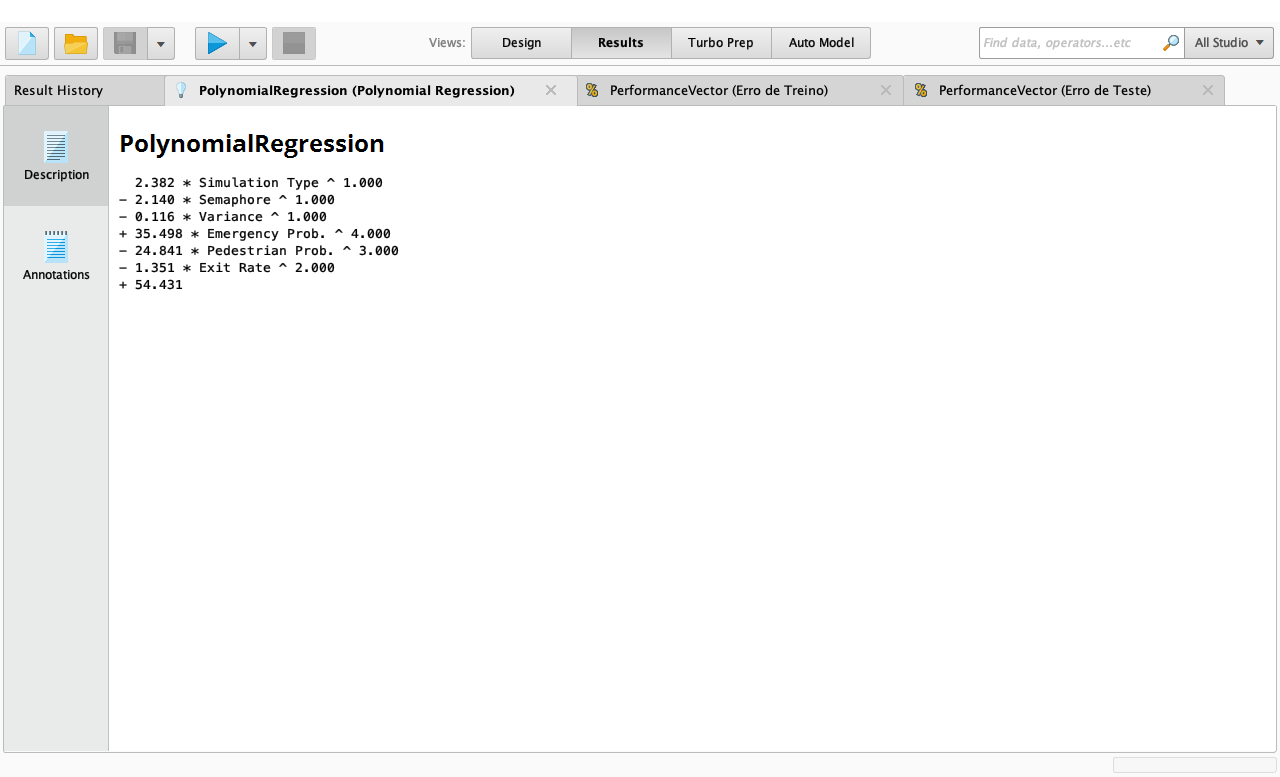 Views: Design Results Turbo Prep Auto Model Find data, operators...etc All Studio
Result History PolynomialRegression (Polynomial Regression) PerformanceVector (Erro de Treino) PerformanceVector (Erro de Teste)
Description
Annotations
PolynomialRegression
2.382 * Simulation Type ^ 1.000
- 2.140 * Semaphore ^ 1.000
- 0.116 * Variance ^ 1.000
+ 35.498 * Emergency Prob. ^ 4.000
- 24.841 * Pedestrian Prob. ^ 3.000
- 1.351 * Exit Rate ^ 2.000
+ 54.431